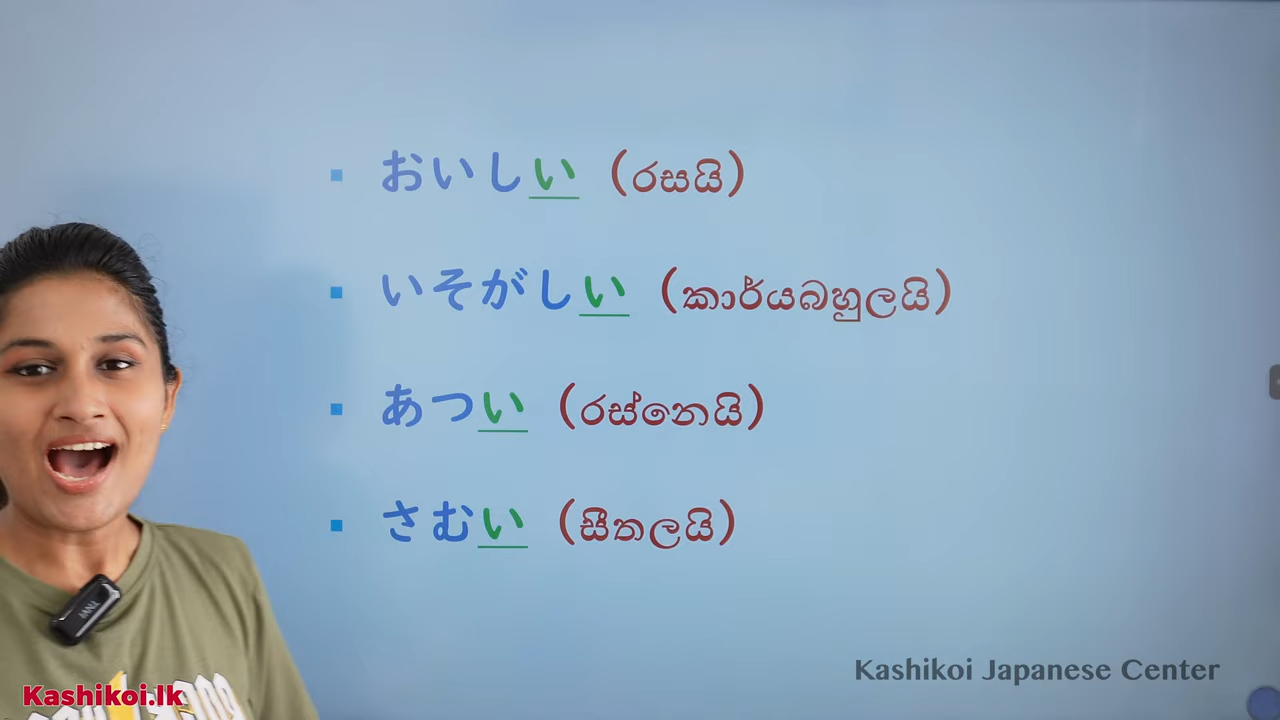 おいしい (රසයි)
いそがしい (කාර්යබහුලයි)
あつい (රස්නෙයි)
さむい (සීතලයි)
Kashikoi Japanese Center
Kashikoi.lk